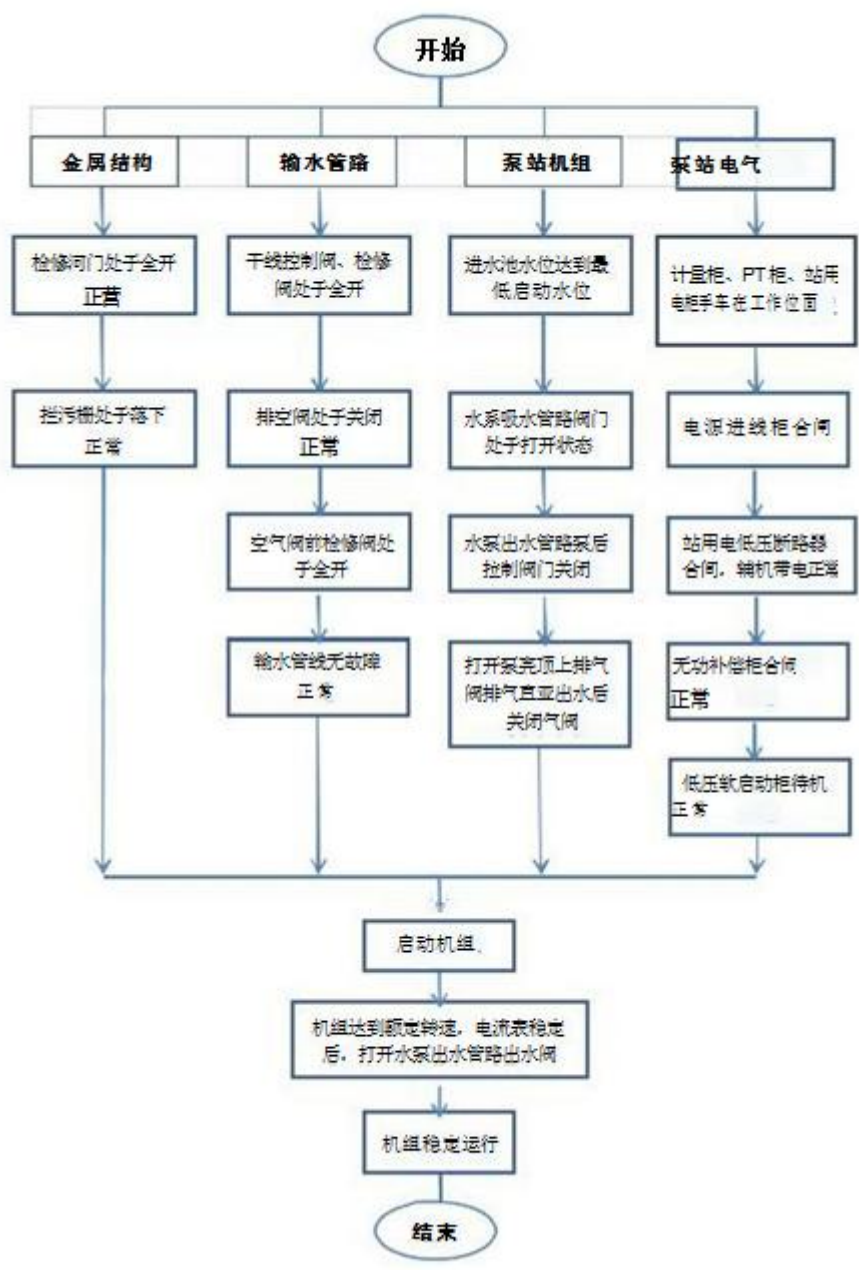 开始
金属结构
输水管路
泵站机组
泵站电气
检修河门处于全开
正营
拦污栅处于落下
正常
干线控制阀、检修
阀处于全开
排空阀处于关闭
正常
空气阀前检修阀处
于全开
输水管线无故障
正常
进水池水位达到最
低启动水位
水系吸水管路阀门
处于打开状态
水泵出水管路泵后
控制阀门关闭
打开泵壳顶上排气
阀排气直亚出水后
关闭气阀
计量柜、PT柜、站用
电柜手车在工作位面
电源进线柜合闸
站用电低压断路器
合闸，辅机带电正常
无功补偿柜合闸
正常
低压软启动柜待机
正常
启动机组
机组达到额定转速，电流表稳定
后，打开水泵出水管路出水阀
机组稳定运行
结束